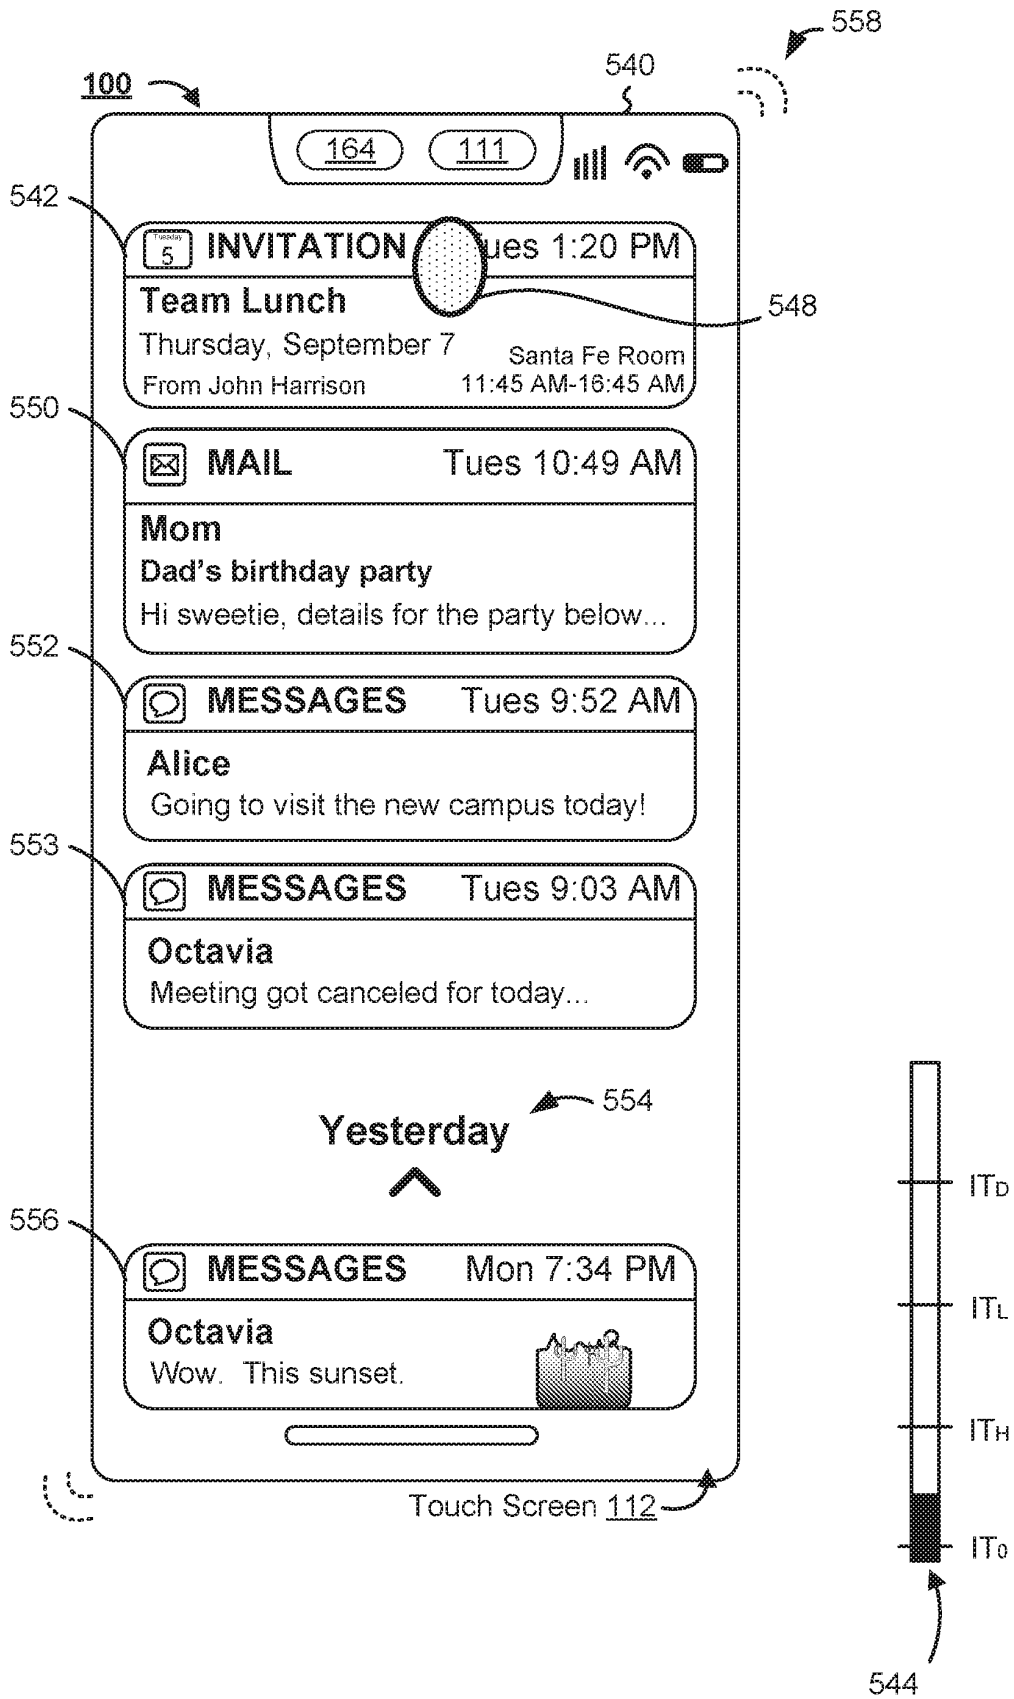 558
540
100
164 111
542
Tuesday
5
INVITATION
ues 1:20 PM
Team Lunch
548
Thursday, September 7
Santa Fe Room
From John Harrison
11:45 AM-16:45 AM
550
MAIL
Tues 10:49 AM
Mom
Dad's birthday party
Hi sweetie, details for the party below...
552
MESSAGES
Tues 9:52 AM
Alice
Going to visit the new campus today!
553
MESSAGES
Tues 9:03 AM
Octavia
Meeting got canceled for today...
554
Yesterday
ITD
556
MESSAGES
Mon 7:34 PM
ITL
Octavia
Wow. This sunset.
ITH
Touch Screen 112
IT0
544